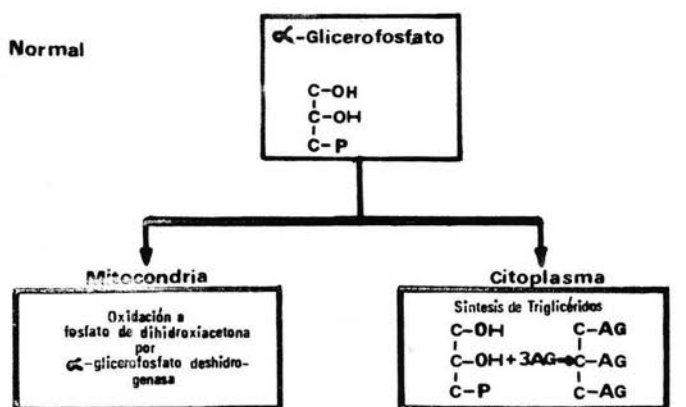 Normal
α-Glicerofosfato
C-OH
C-OH
C-P
Mitocondria
Oxidación a
fosfato de dihidroxiacetona
por
α-glicerofosfato deshidro-
genasa
Citoplasma
Síntesis de Triglicéridos
C-OH C-AG
C-OH+3AG→C-AG
C-P C-AG